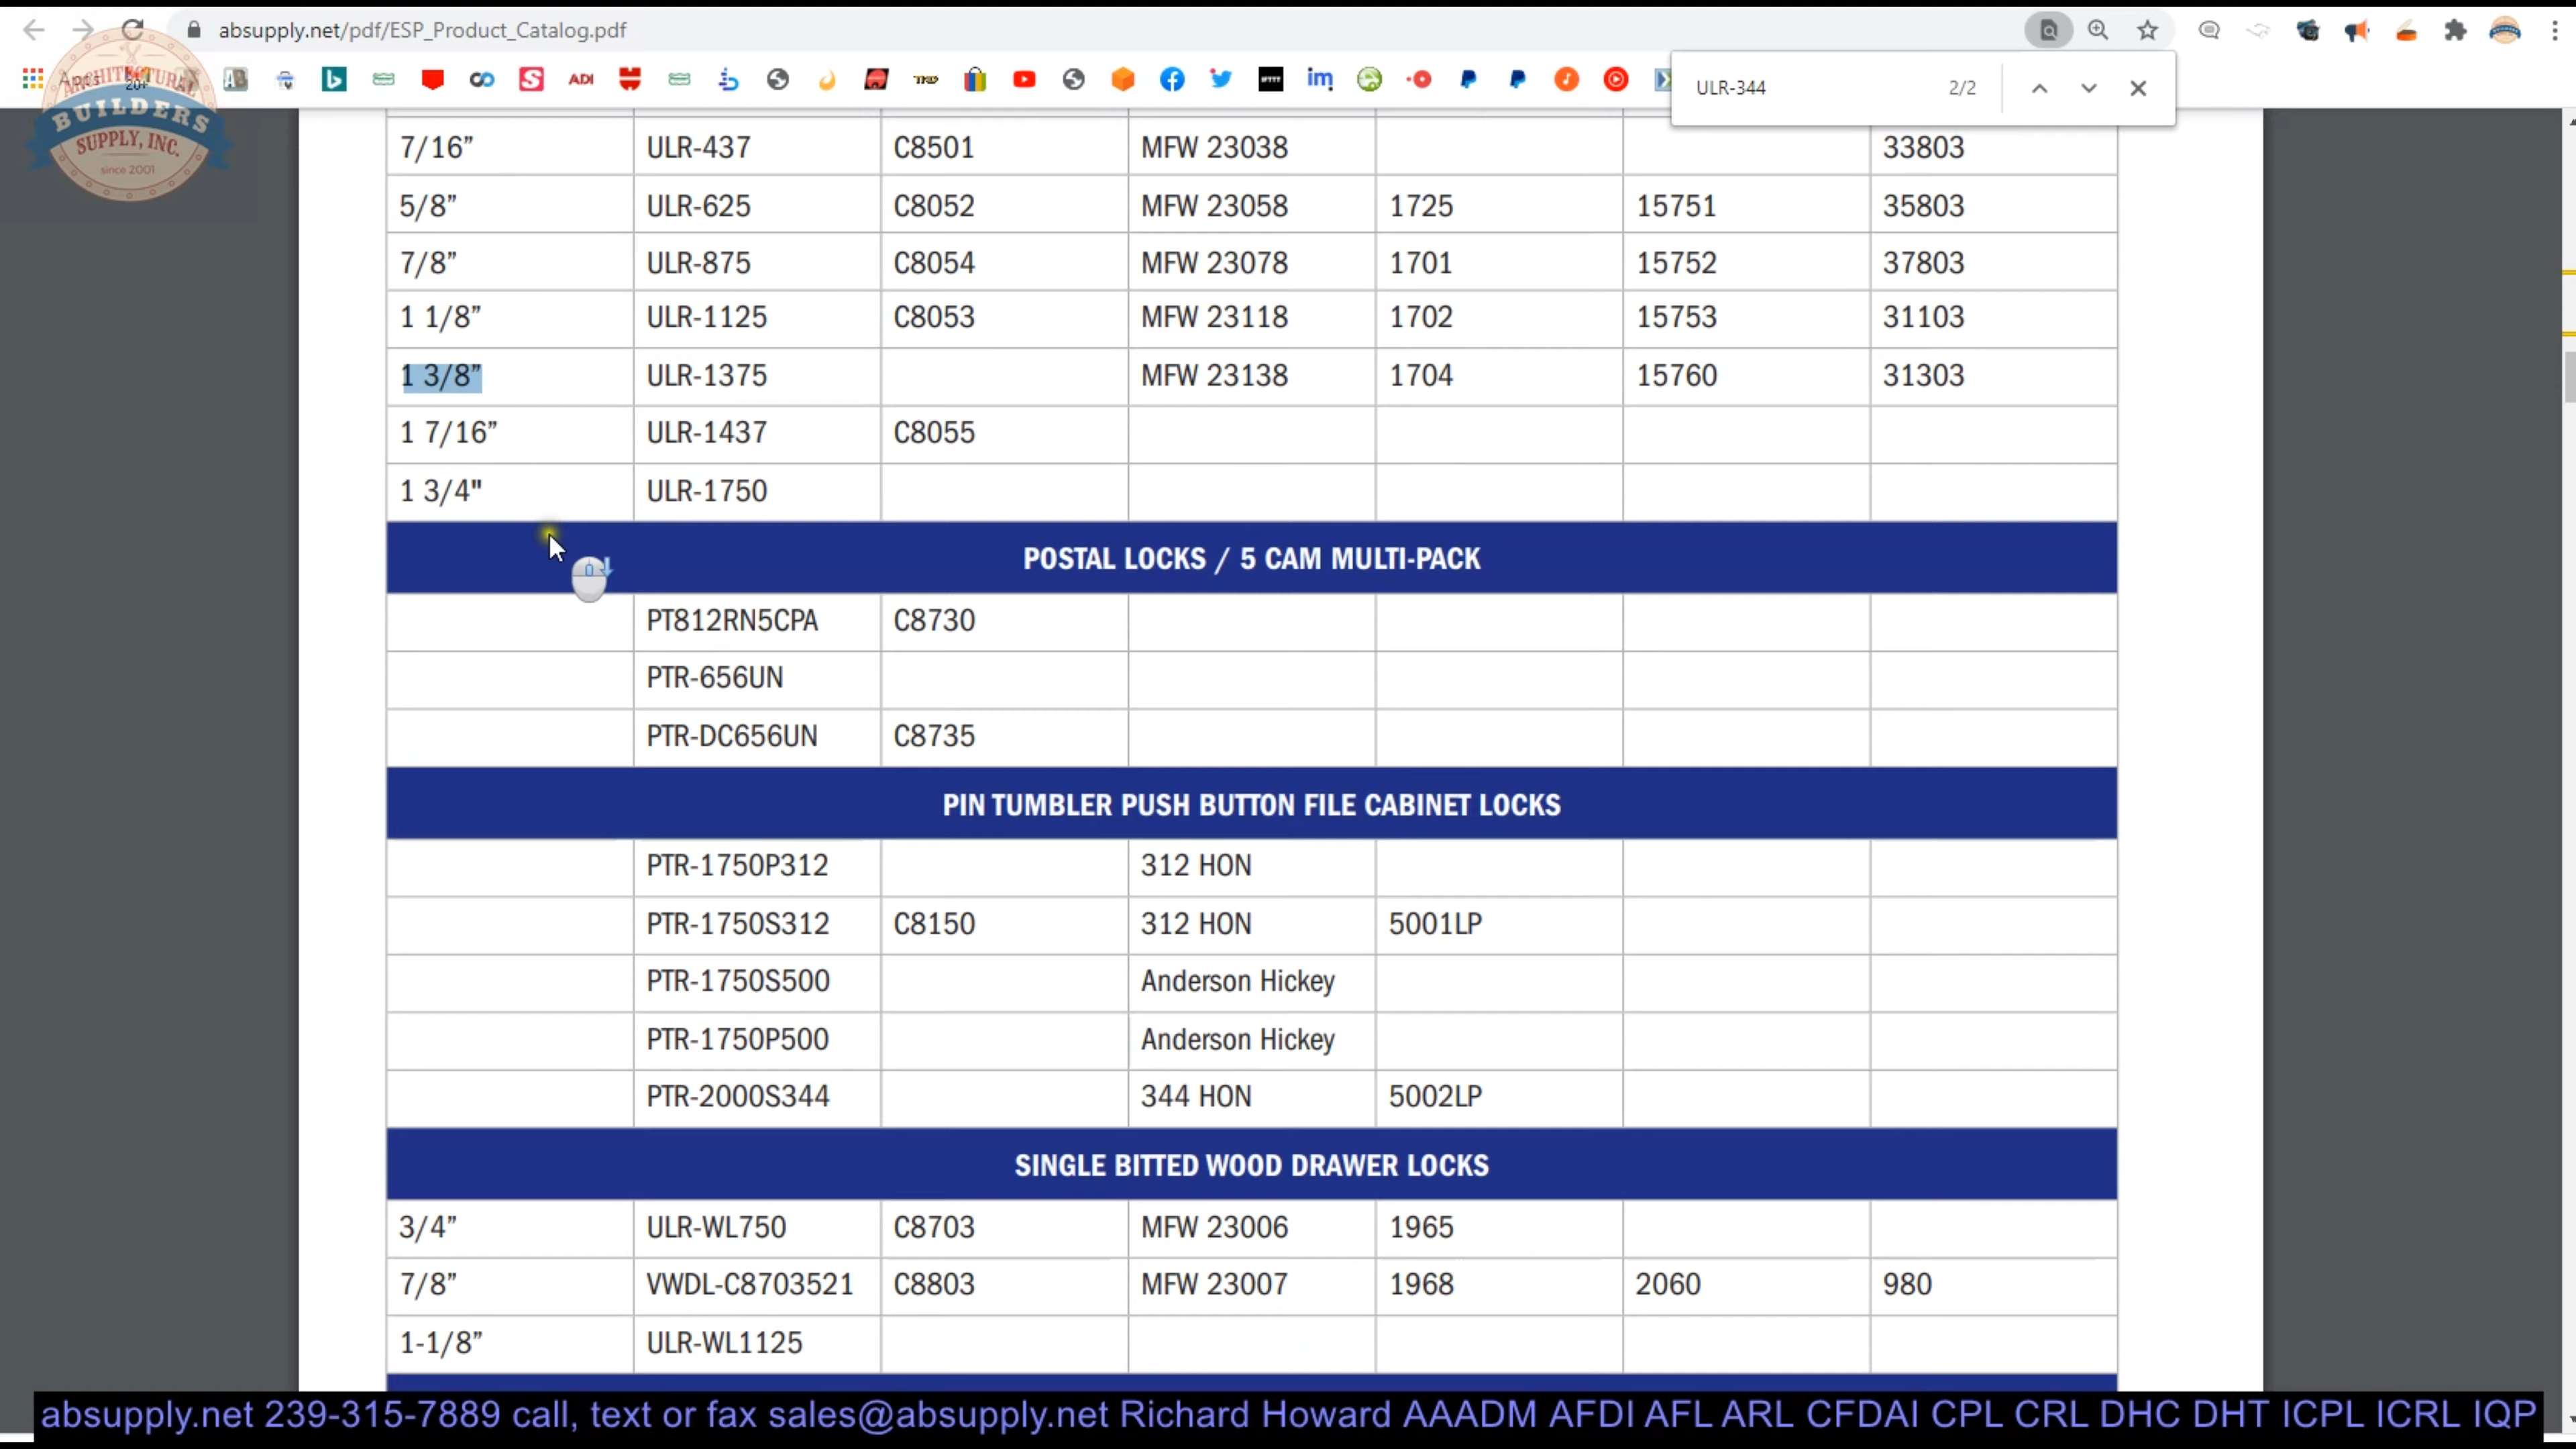 absupply.net/pdf/ESP_Product_Catalog.pdf
ULR-344 2/2
ARCHITECTURAL
BUILDERS
SUPPLY, INC.
since 2001
7/16” ULR-437 C8501 MFW 23038 33803
5/8” ULR-625 C8052 MFW 23058 1725 15751 35803
7/8” ULR-875 C8054 MFW 23078 1701 15752 37803
1 1/8” ULR-1125 C8053 MFW 23118 1702 15753 31103
1 3/8” ULR-1375 MFW 23138 1704 15760 31303
1 7/16” ULR-1437 C8055
1 3/4" ULR-1750
POSTAL LOCKS / 5 CAM MULTI-PACK
PT812RN5CPA C8730
PTR-656UN
PTR-DC656UN C8735
PIN TUMBLER PUSH BUTTON FILE CABINET LOCKS
PTR-1750P312 312 HON
PTR-1750S312 C8150 312 HON 5001LP
PTR-1750S500 Anderson Hickey
PTR-1750P500 Anderson Hickey
PTR-2000S344 344 HON 5002LP
SINGLE BITTED WOOD DRAWER LOCKS
3/4” ULR-WL750 C8703 MFW 23006 1965
7/8” VWDL-C8703521 C8803 MFW 23007 1968 2060 980
1-1/8” ULR-WL1125
absupply.net 239-315-7889 call, text or fax sales@absupply.net Richard Howard AAADM AFDI AFL ARL CFDAI CPL CRL DHC DHT ICPL ICRL IQP